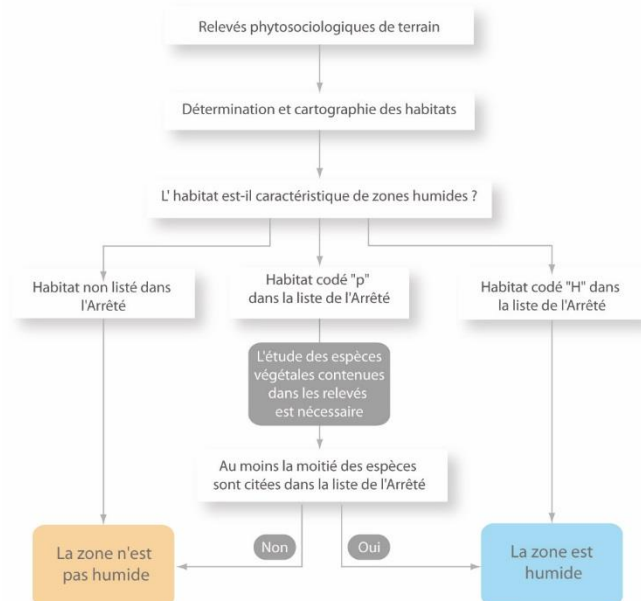 Relevés phytosociologiques de terrain
Détermination et cartographie des habitats
L' habitat est-il caractéristique de zones humides ?
Habitat non listé dans
l'Arrêté
Habitat codé "p"
dans la liste de l'Arrêté
Habitat codé "H" dans
la liste de l'Arrêté
L'étude des espèces
végétales contenues
dans les relevés
est nécessaire
Au moins la moitié des espèces
sont citées dans la liste de l'Arrêté
Non
Oui
La zone n'est
pas humide
La zone est
humide